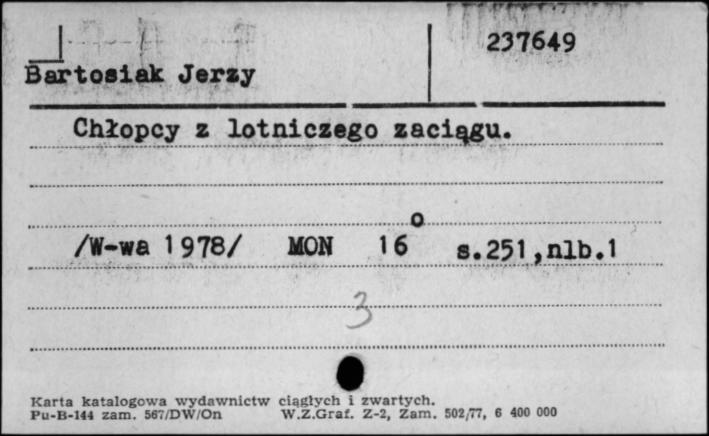 237649
Bartosiak Jerzy
Chłopcy z lotniczego zaciągu.
/W-wa 1978/ MON 16° s.251,nlb.1
3
Karta katalogowa wydawnictw ciągłych i zwartych.
Pu-B-144 zam. 567/DW/On W.Z.Graf. Z-2, Zam. 502/77, 6 400 000